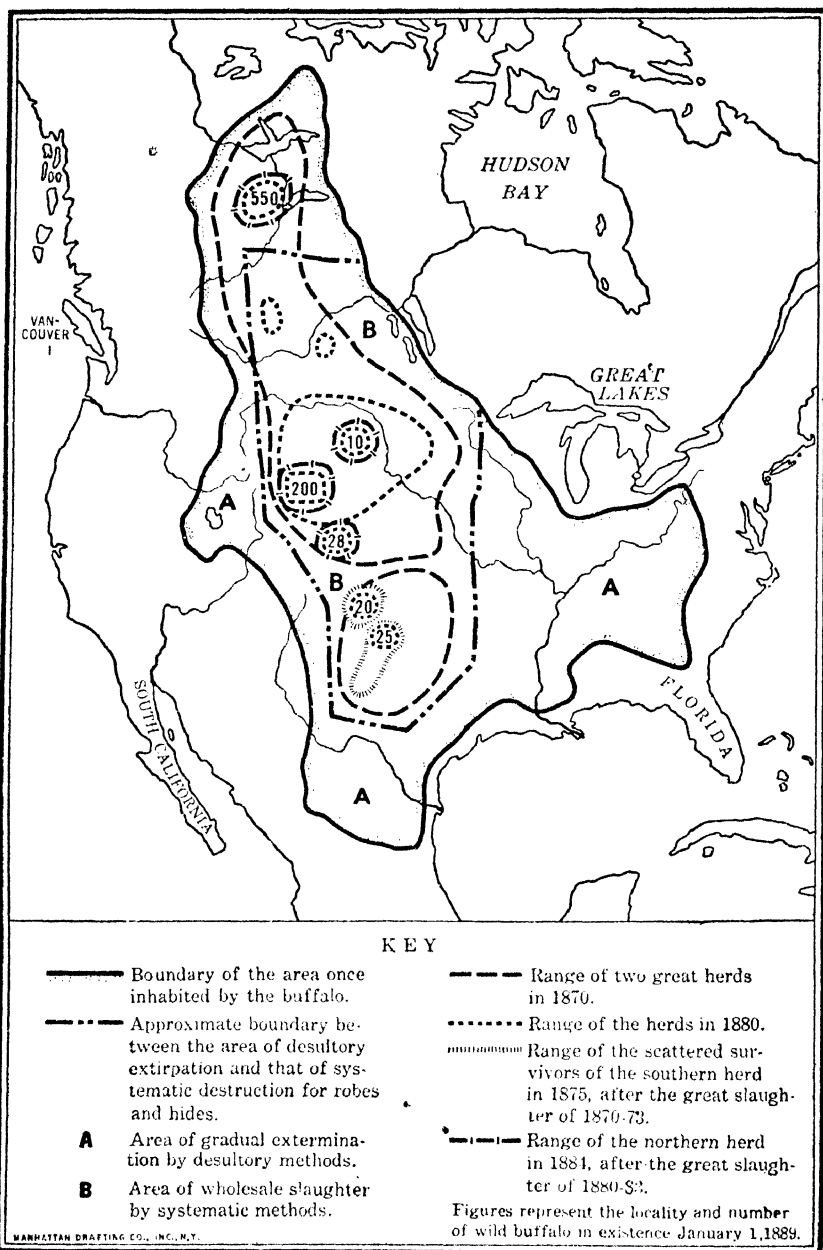 HUDSON
BAY
550
VAN-
COUVER
I
B
GREAT
LAKES
10
200
A
28
B
A
20
25
SOUTH CALIFORNIA
FLORIDA
A
KEY
Boundary of the area once
inhabited by the buffalo.
Approximate boundary be-
tween the area of desultory
extirpation and that of sys-
tematic destruction for robes
and hides.
A Area of gradual extermina-
tion by desultory methods.
B Area of wholesale slaughter
by systematic methods.
Range of two great herds
in 1870.
Range of the herds in 1880.
Range of the scattered sur-
vivors of the southern herd
in 1875, after the great slaugh-
ter of 1870-73.
Range of the northern herd
in 1884, after the great slaugh-
ter of
Figures represent the locality and number
of wild buffalo in existence January 1, 1889.
MANHATTAN DRAFTING CO., INC., N.Y.